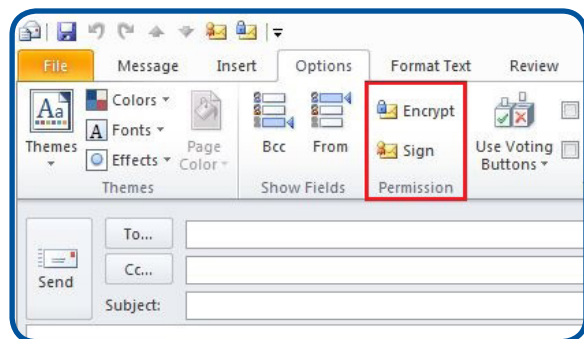 File Message Insert Options Format Text Review
Aa Colors Encrypt
A Fonts
Themes Effects Page Color Bcc From Sign Use Voting Buttons
Themes Show Fields Permission
To...
Send
Cc...
Subject: